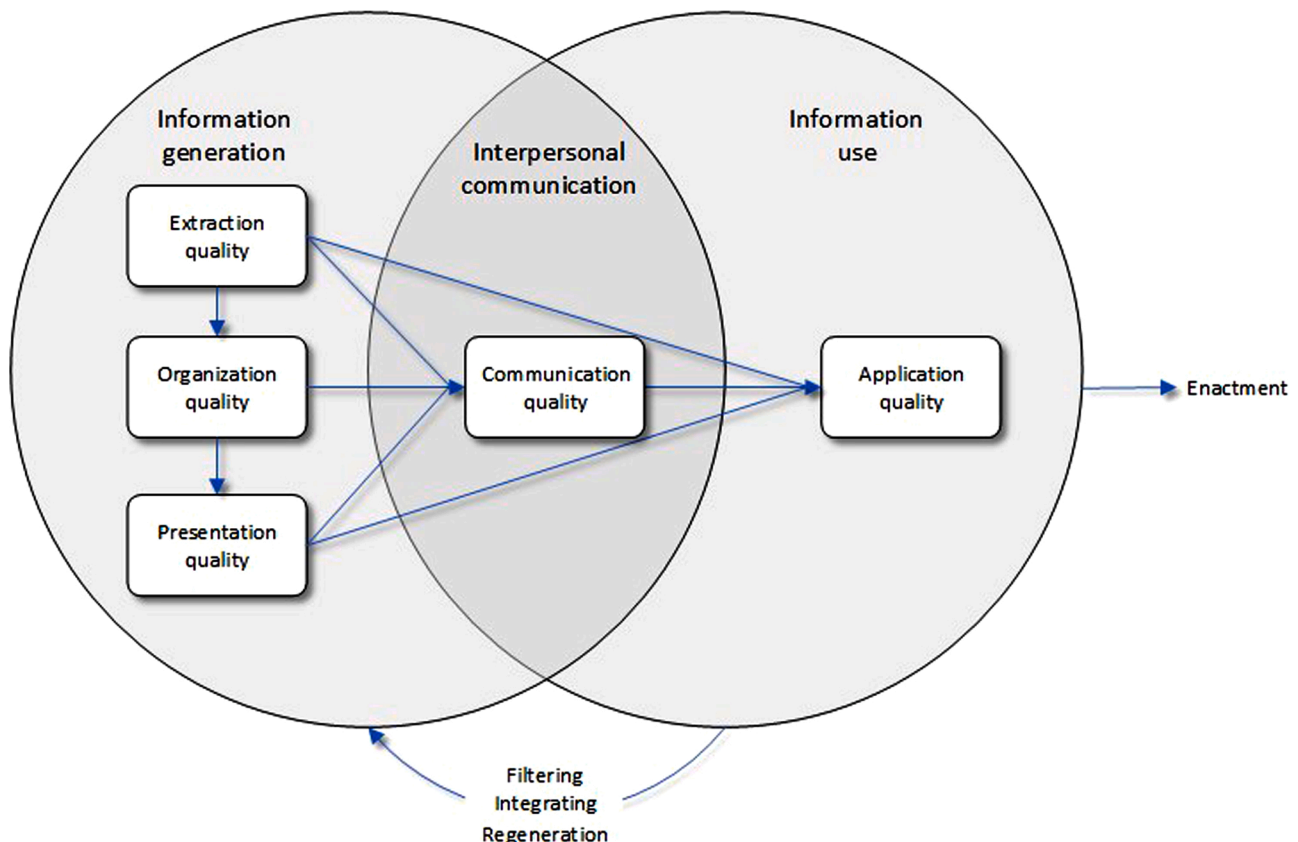 Information
generation
Interpersonal
communication
Information
use
Extraction
quality
Organization
quality
Presentation
quality
Communication
quality
Application
quality
Enactment
Filtering
Integrating
Regeneration